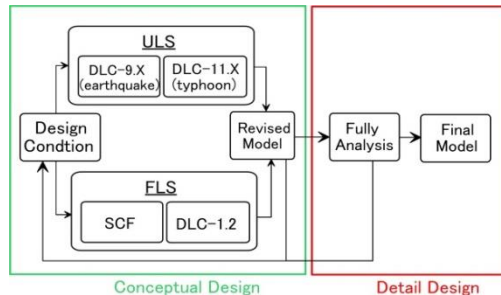 ULS
DLC-9.X
(earthquake)
DLC-11.X
(typhoon)
Design
Condtion
Revised
Model
Fully
Analysis
Final
Model
FLS
SCF
DLC-1.2
Conceptual Design
Detail Design